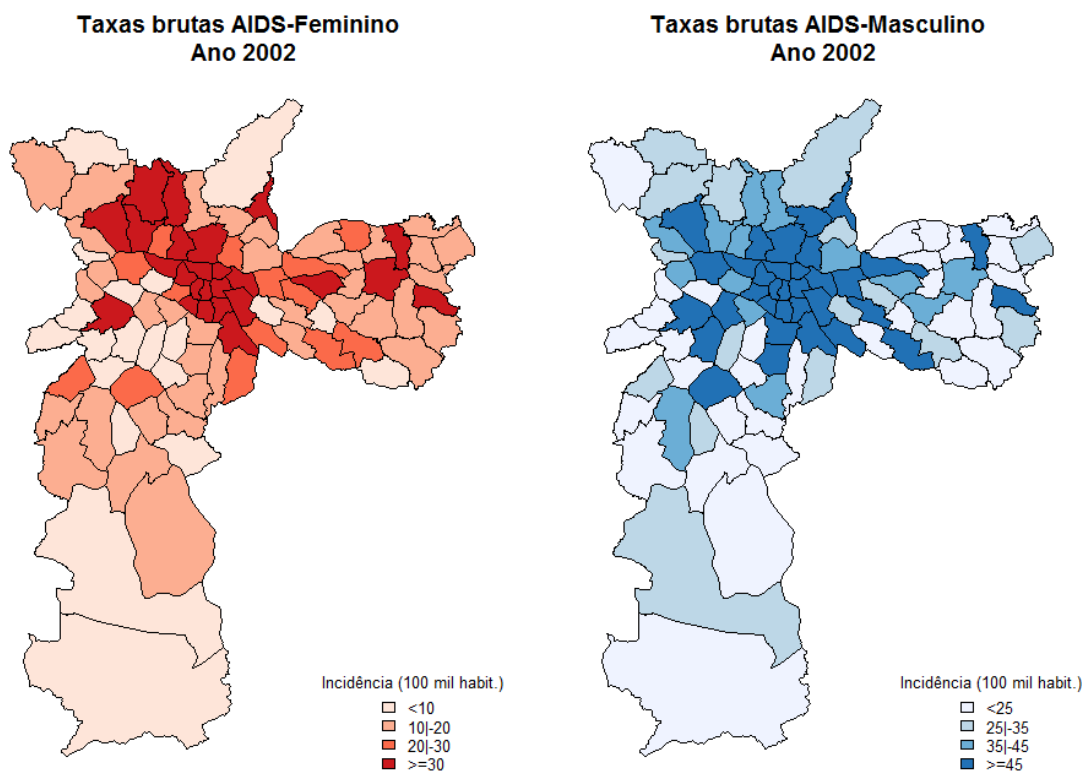 Taxas brutas AIDS-Feminino
Ano 2002
Taxas brutas AIDS-Masculino
Ano 2002
Incidência (100 mil habit.)
<10
10|-20
20|-30
>=30
Incidência (100 mil habit.)
<25
25|-35
35|-45
>=45